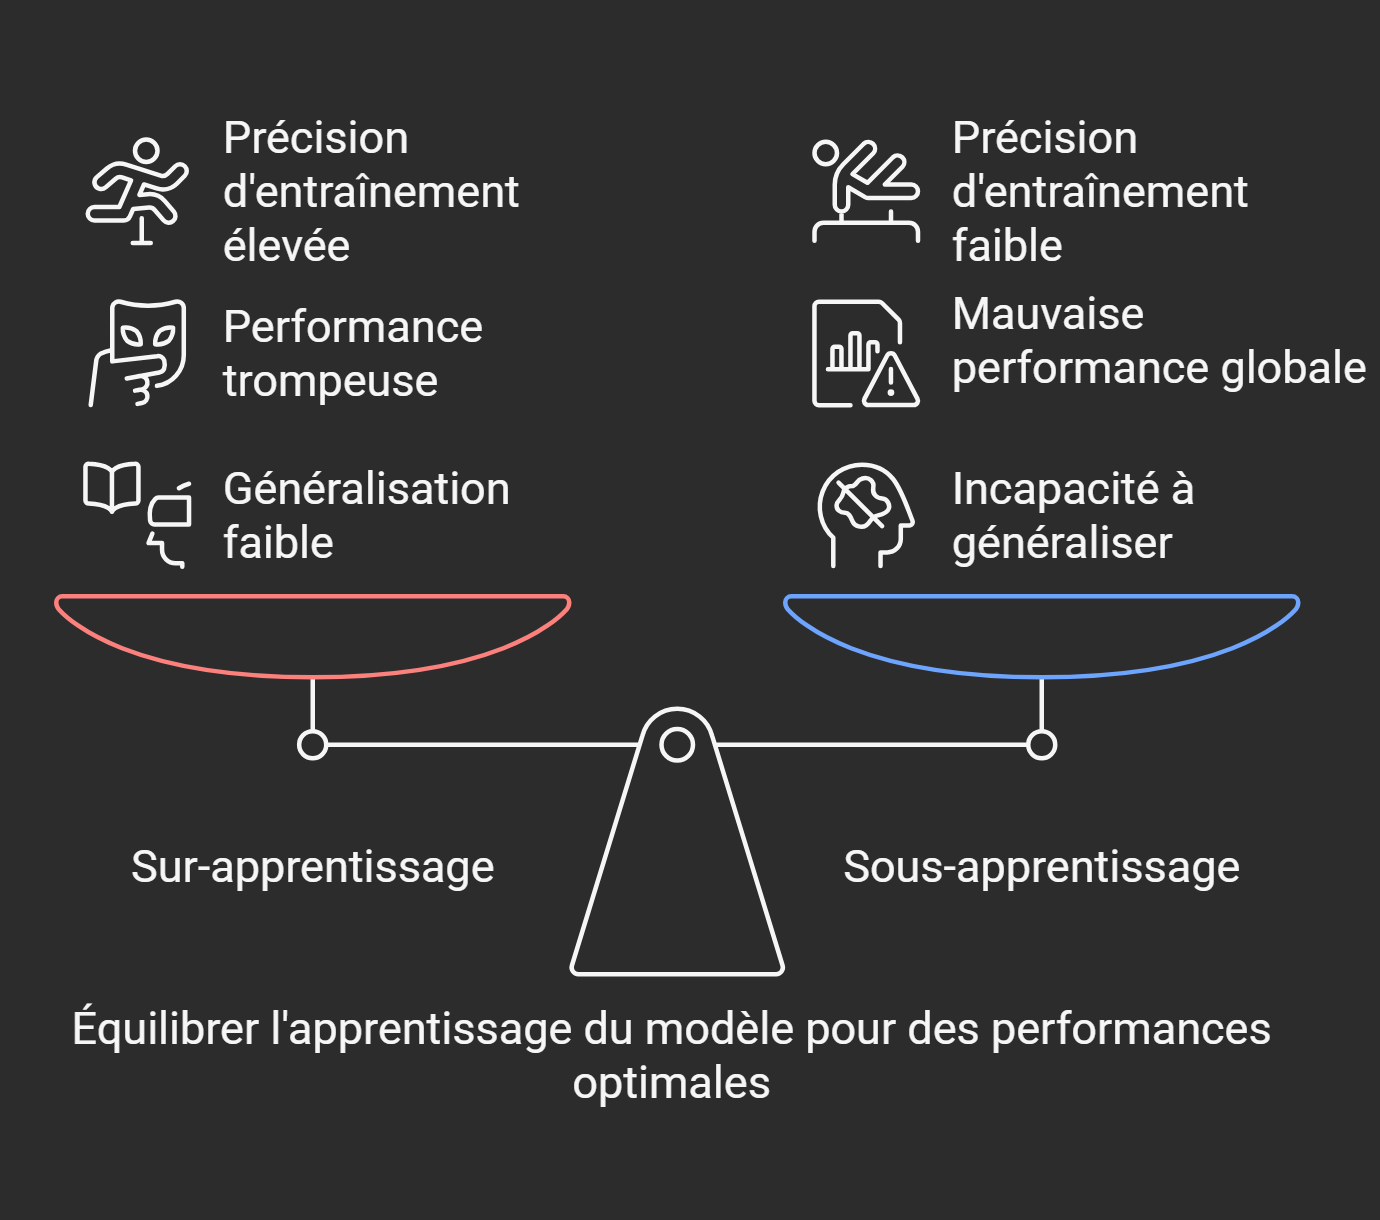 Précision
d'entraînement
élevée
Performance
trompeuse
Généralisation
faible
Précision
d'entraînement
faible
Mauvaise
performance globale
Incapacité à
généraliser
Sur-apprentissage
Sous-apprentissage
Équilibrer l'apprentissage du modèle pour des performances
optimales